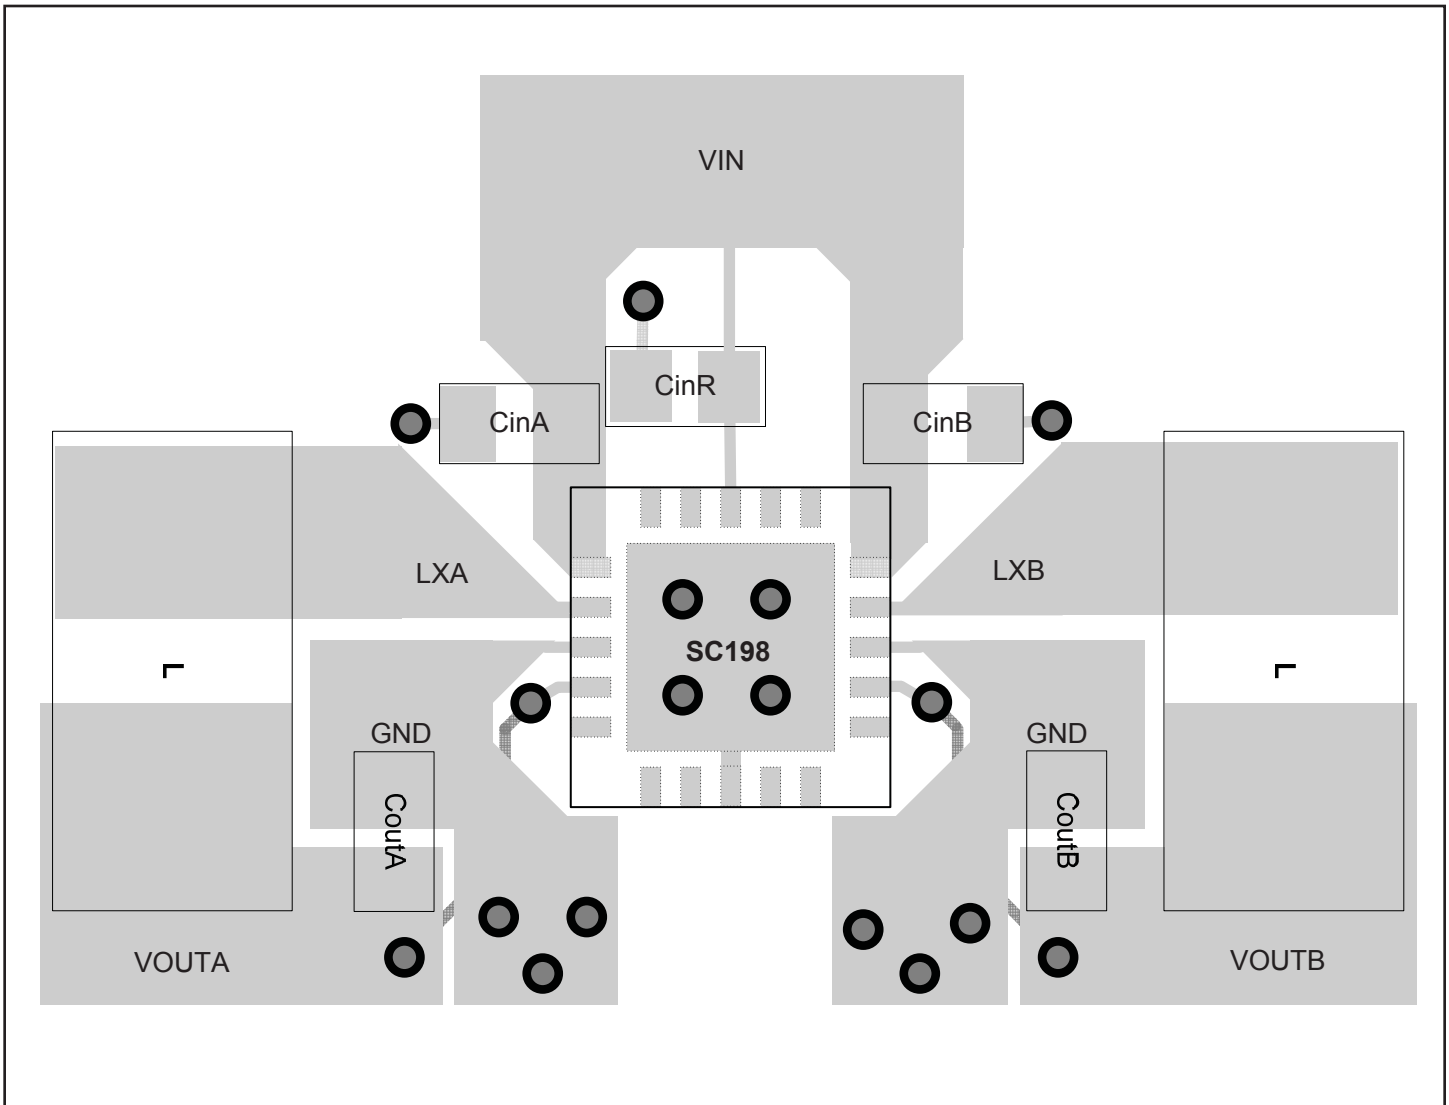 VIN
CinR
CinA
CinB
LXA
LXB
SC198
L
L
GND
GND
CoutA
CoutB
VOUTA
VOUTB